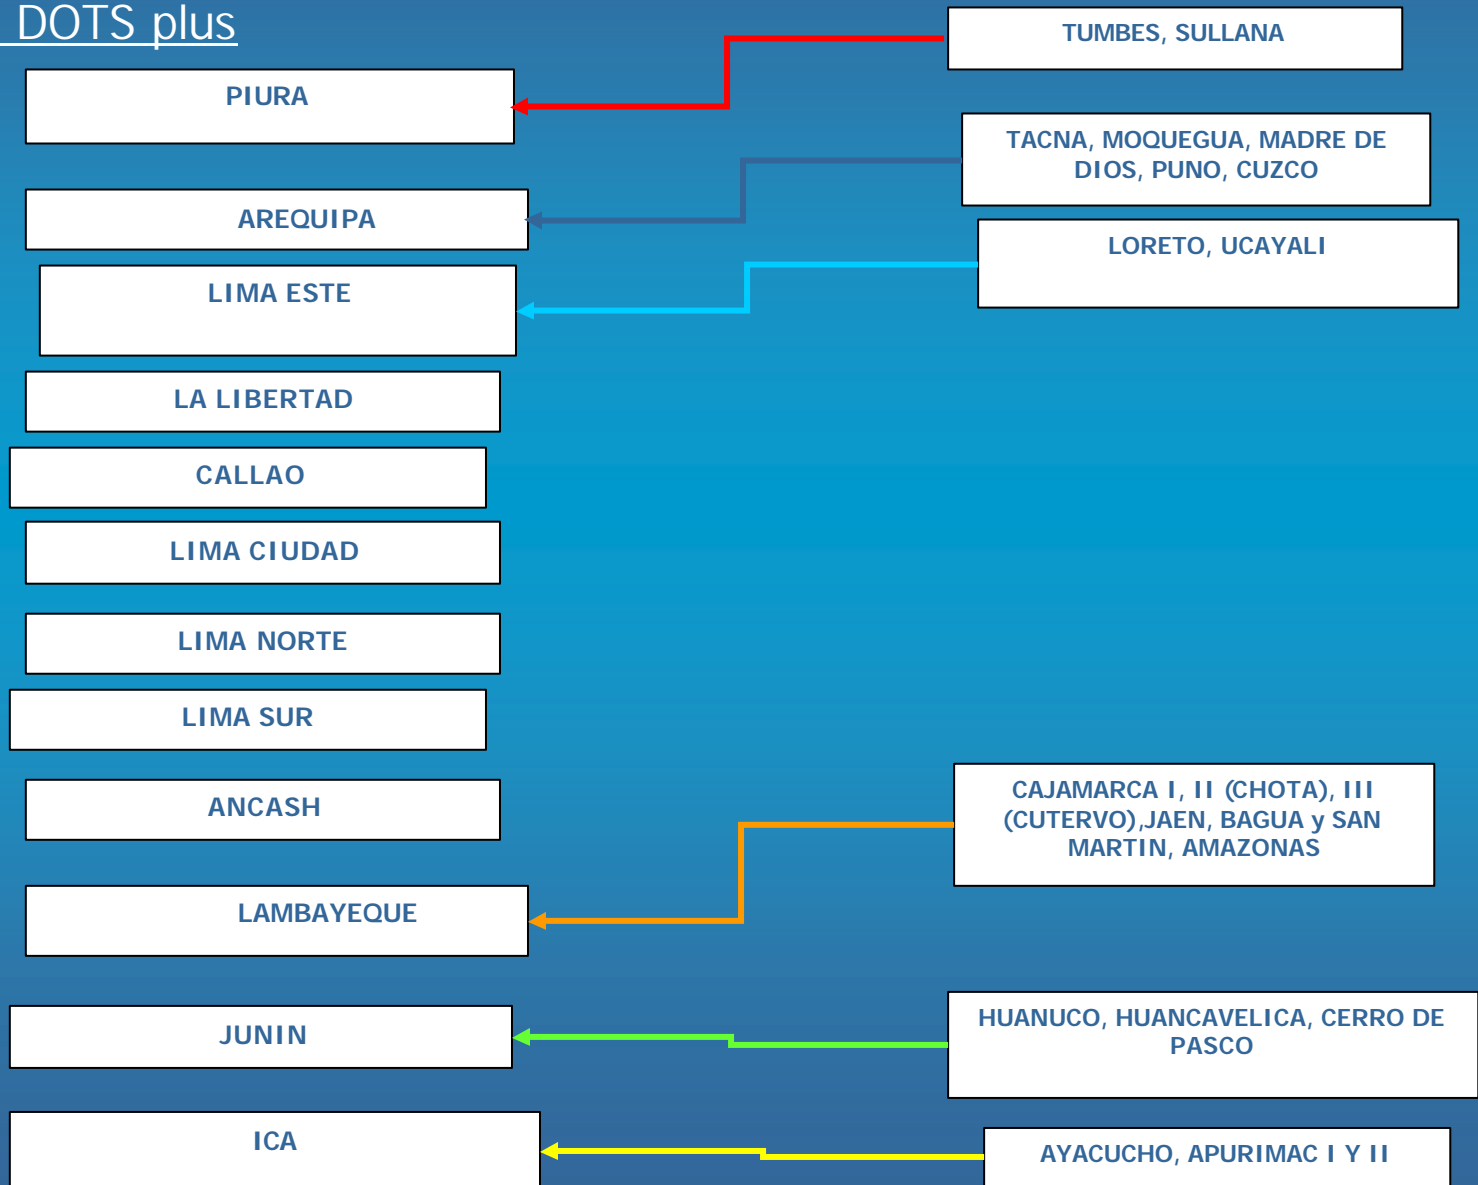 DOTS plus
TUMBES, SULLANA
PIURA
TACNA, MOQUEGUA, MADRE DE
DIOS, PUNO, CUZCO
AREQUIPA
LORETO, UCAYALI
LIMA ESTE
LA LIBERTAD
CALLAO
LIMA CIUDAD
LIMA NORTE
LIMA SUR
ANCASH
CAJAMARCA I, II (CHOTA), III
(CUTERVO),JAEN, BAGUA y SAN
MARTIN, AMAZONAS
LAMBAYEQUE
JUNIN
HUANUCO, HUANCAVELICA, CERRO DE
PASCO
ICA
AYACUCHO, APURIMAC I Y II